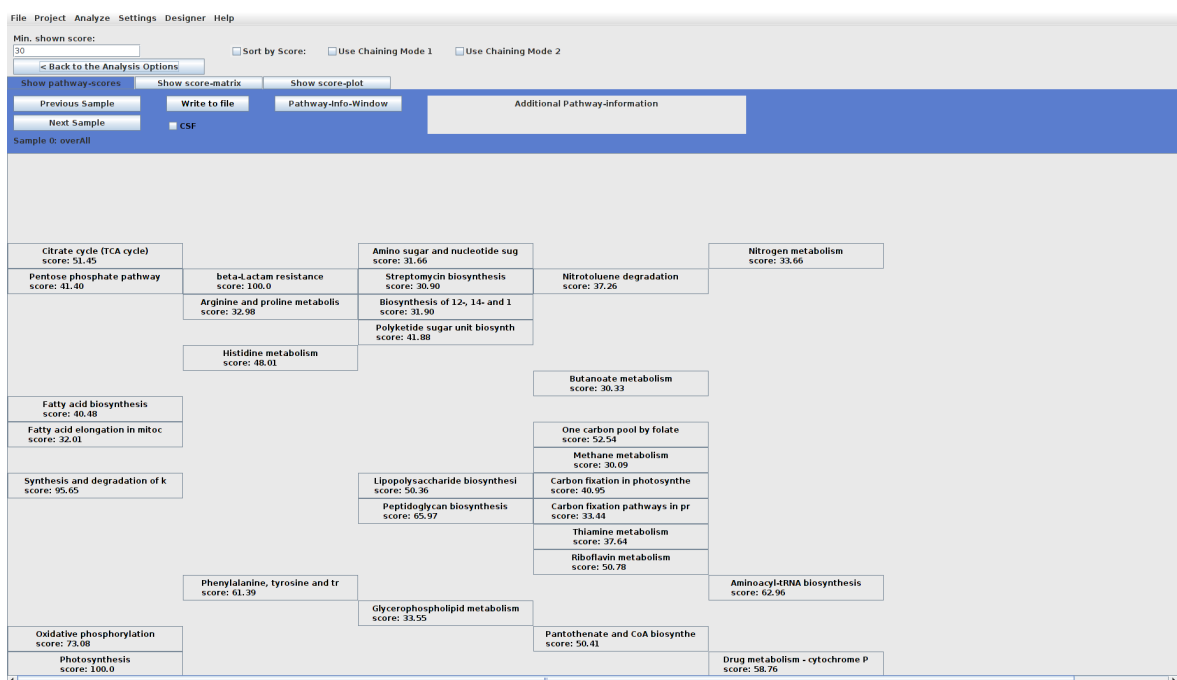 File Project Analyze Settings Designer Help
Min. shown score:
30
Sort by Score: Use Chaining Mode 1 Use Chaining Mode 2
< Back to the Analysis Options
Show pathway-scores Show score-matrix Show score-plot
Previous Sample Write to file Pathway-Info-Window Additional Pathway-information
Next Sample CSF
Sample 0: overAll
Citrate cycle (TCA cycle) Amino sugar and nucleotide sug Nitrogen metabolism
score: 51.45 score: 31.66 score: 33.66
Pentose phosphate pathway beta-Lactam resistance Streptomycin biosynthesis Nitrotoluene degradation
score: 41.40 score: 100.0 score: 30.90 score: 37.26
Arginine and proline metabolis Biosynthesis of 12-, 14- and 1
score: 32.98 score: 31.90
Polyketide sugar unit biosynth
score: 41.88
Histidine metabolism
score: 48.01
Butanoate metabolism
score: 30.33
Fatty acid biosynthesis
score: 40.48
Fatty acid elongation in mitoc One carbon pool by folate
score: 32.01 score: 52.54
Methane metabolism
score: 30.09
Synthesis and degradation of k Lipopolysaccharide biosynthesi Carbon fixation in photosynthe
score: 95.65 score: 50.36 score: 40.95
Peptidoglycan biosynthesis Carbon fixation pathways in pr
score: 65.97 score: 33.44
Thiamine metabolism
score: 37.64
Riboflavin metabolism
score: 50.78
Phenylalanine, tyrosine and tr Aminoacyl-tRNA biosynthesis
score: 61.39 score: 62.96
Glycerophospholipid metabolism
score: 33.55
Oxidative phosphorylation Pantothenate and CoA biosynthe
score: 73.08 score: 50.41
Photosynthesis Drug metabolism - cytochrome P
score: 100.0 score: 58.76